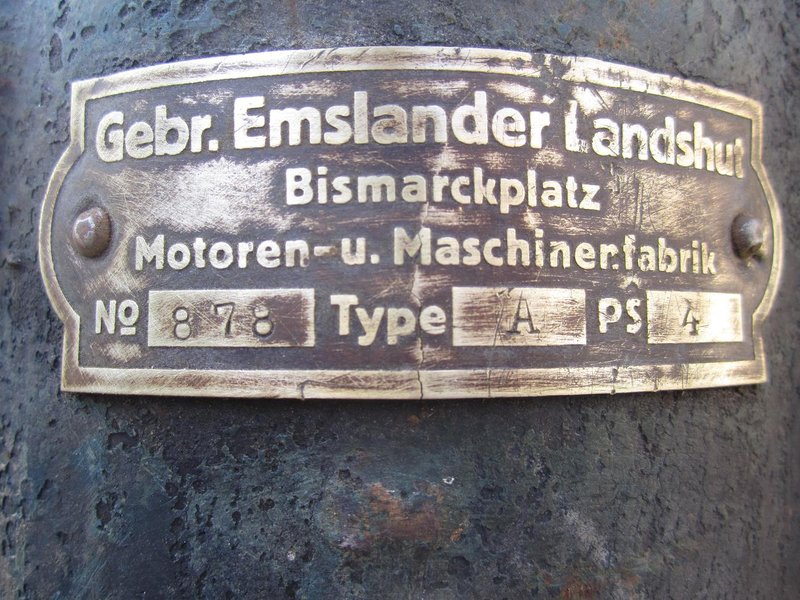 Gebr. Emslander Landshut
Bismarckplatz
Motoren- u. Maschinenfabrik
No 878 Type A PS 4